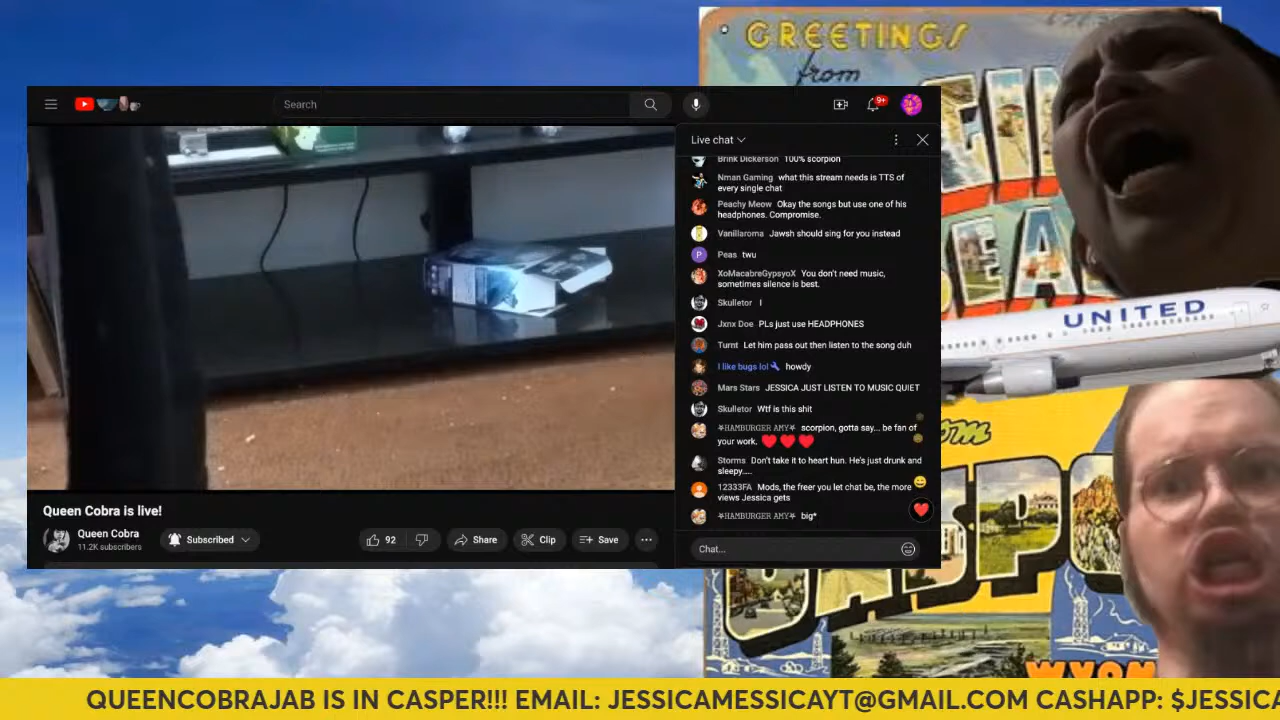 GREETINGS
from
Search
9+
Live chat
Brink Dickerson 100% scorpion
Nman Gaming what this stream needs is TTS of
every single chat
Peachy Meow Okay the songs but use one of his
headphones. Compromise.
Vanillaroma Jawsh should sing for you instead
P
Peas twu
XoMacabreGypsyoX You don't need music,
sometimes silence is best.
Skulletor I
Jxnx Doe PLs just use HEADPHONES
Turnt Let him pass out then listen to the song duh
I like bugs lol howdy
Mars Stars JESSICA JUST LISTEN TO MUSIC QUIET
Skulletor Wtf is this shit
⛧HAMBURGER AMY⛧ scorpion, gotta say... be fan of
your work. ❤️❤️❤️
Storms Don't take it to heart hun. He's just drunk and
sleepy.....
12333FA Mods, the freer you let chat be, the more
views Jessica gets
⛧HAMBURGER AMY⛧ big*
Chat...
Queen Cobra is live!
Queen Cobra
11.2K subscribers
Subscribed
92
Share
Clip
Save
UNITED
QUEENCOBRAJAB IS IN CASPER!!! EMAIL: JESSICAMESSICAYT@GMAIL.COM CASHAPP: $JESSICA